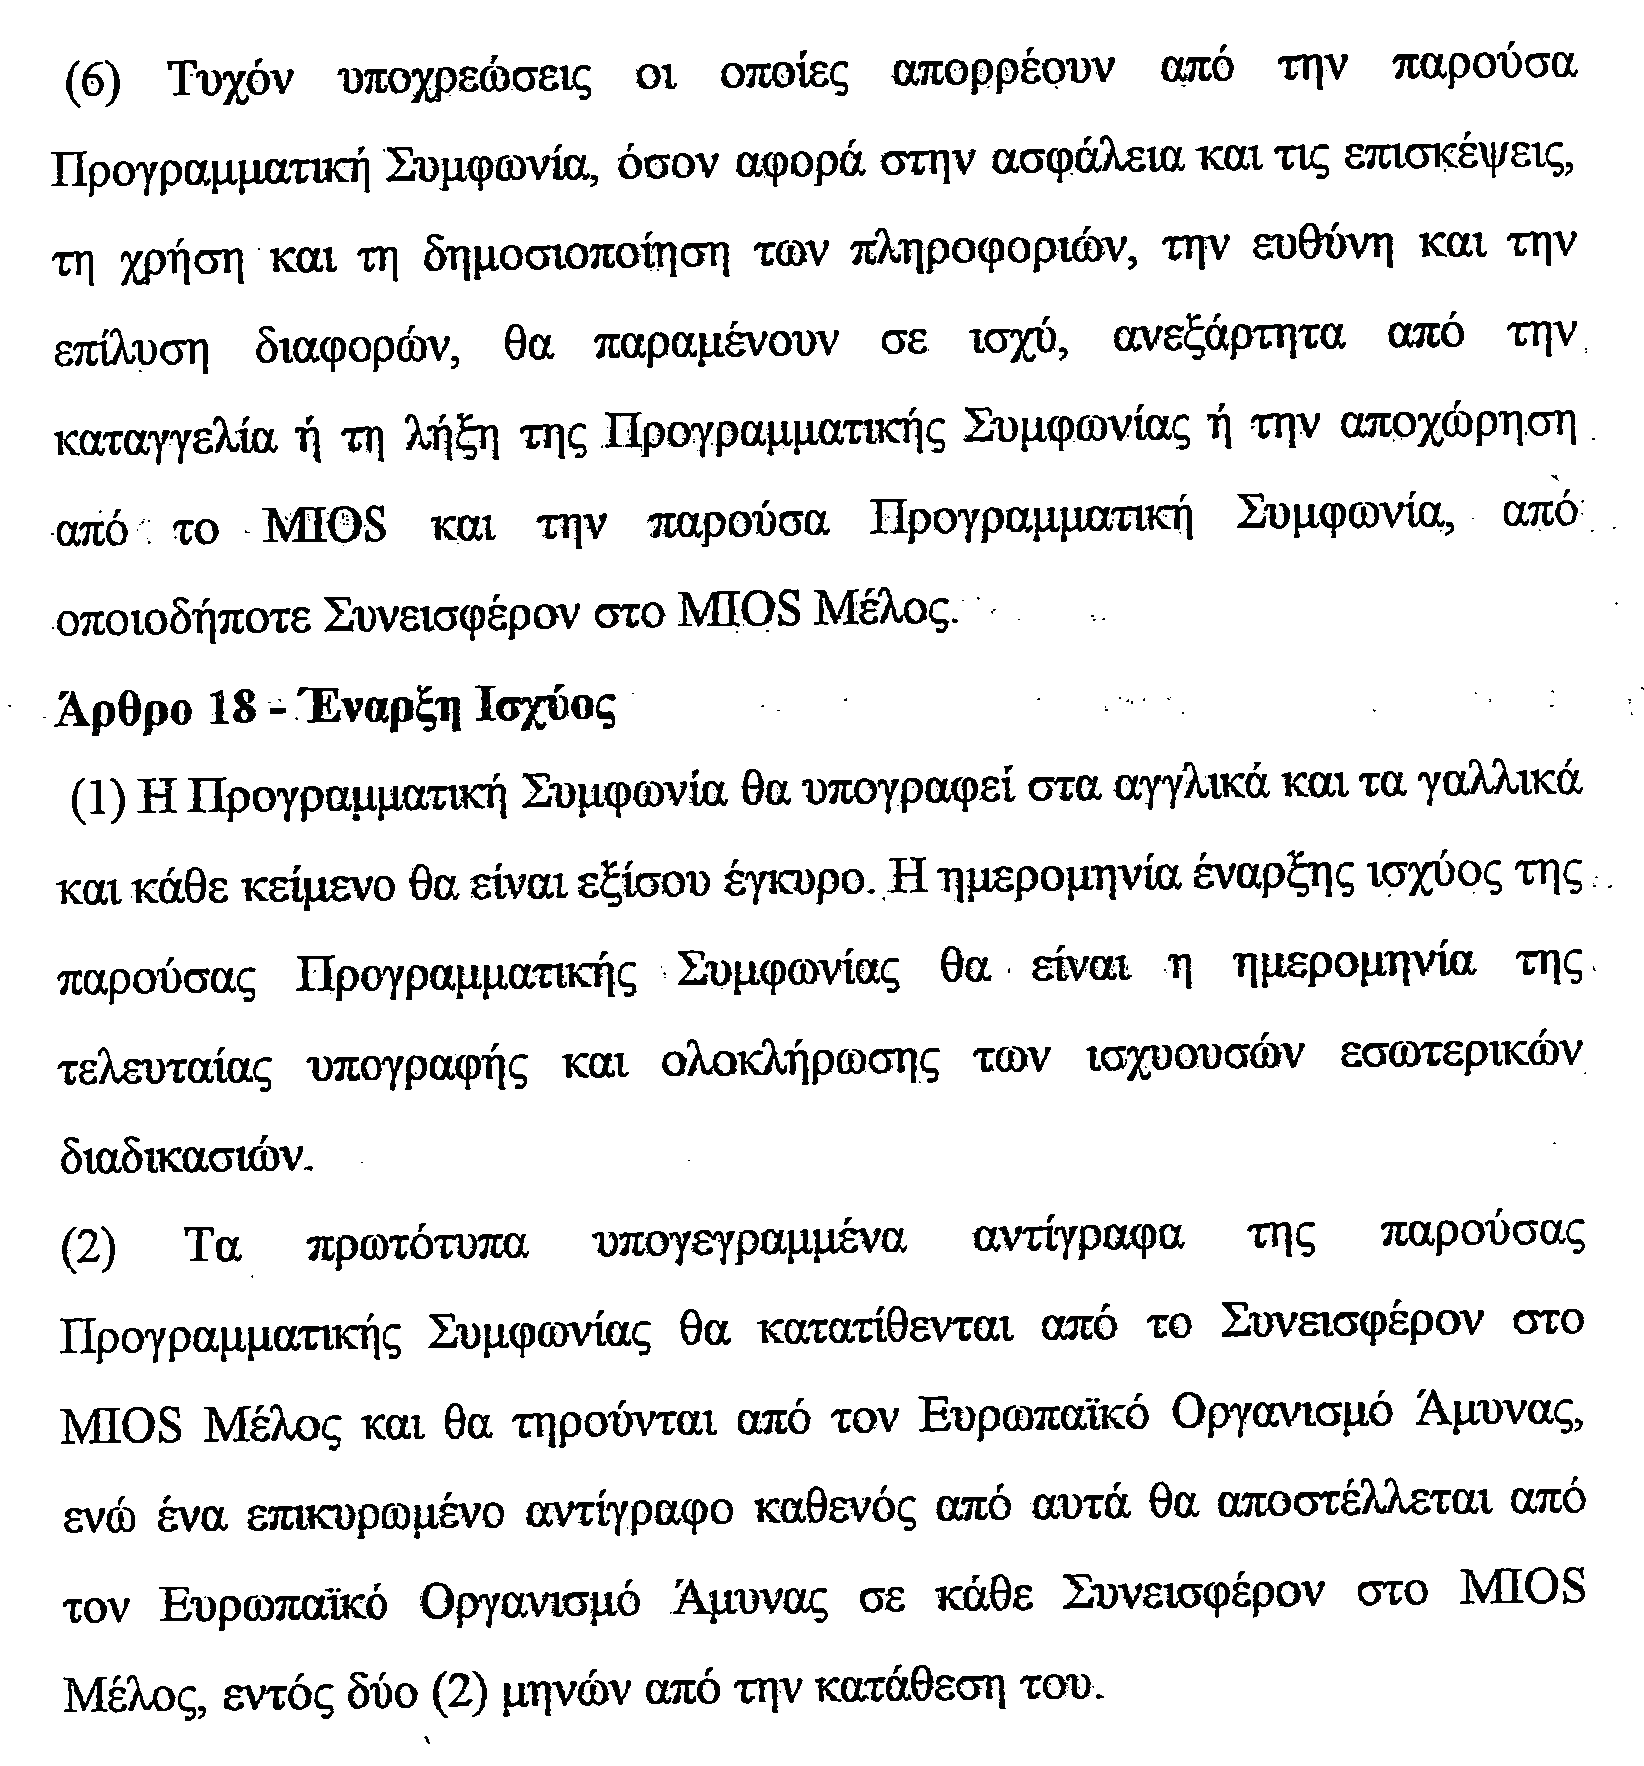 (6) Τυχόν υποχρεώσεις οι οποίες απορρέουν από την παρούσα
Προγραμματική Συμφωνία, όσον αφορά στην ασφάλεια και τις επισκέψεις,
τη χρήση και τη δημοσιοποίηση των πληροφοριών, την ευθύνη και την
επίλυση διαφορών, θα παραμένουν σε ισχύ, ανεξάρτητα από την
καταγγελία ή τη λήξη της Προγραμματικής Συμφωνίας ή την αποχώρηση
από το MIOS και την παρούσα Προγραμματική Συμφωνία, από
οποιοδήποτε Συνεισφέρον στο MIOS Μέλος.
Άρθρο 18 - Έναρξη Ισχύος
(1) Η Προγραμματική Συμφωνία θα υπογραφεί στα αγγλικά και τα γαλλικά
και κάθε κείμενο θα είναι εξίσου έγκυρο. Η ημερομηνία έναρξης ισχύος της
παρούσας Προγραμματικής Συμφωνίας θα είναι η ημερομηνία της
τελευταίας υπογραφής και ολοκλήρωσης των ισχυουσών εσωτερικών
διαδικασιών.
(2) Τα πρωτότυπα υπογεγραμμένα αντίγραφα της παρούσας
Προγραμματικής Συμφωνίας θα κατατίθενται από το Συνεισφέρον στο
MIOS Μέλος και θα τηρούνται από τον Ευρωπαϊκό Οργανισμό Άμυνας,
ενώ ένα επικυρωμένο αντίγραφο καθενός από αυτά θα αποστέλλεται από
τον Ευρωπαϊκό Οργανισμό Άμυνας σε κάθε Συνεισφέρον στο MIOS
Μέλος, εντός δύο (2) μηνών από την κατάθεση του.